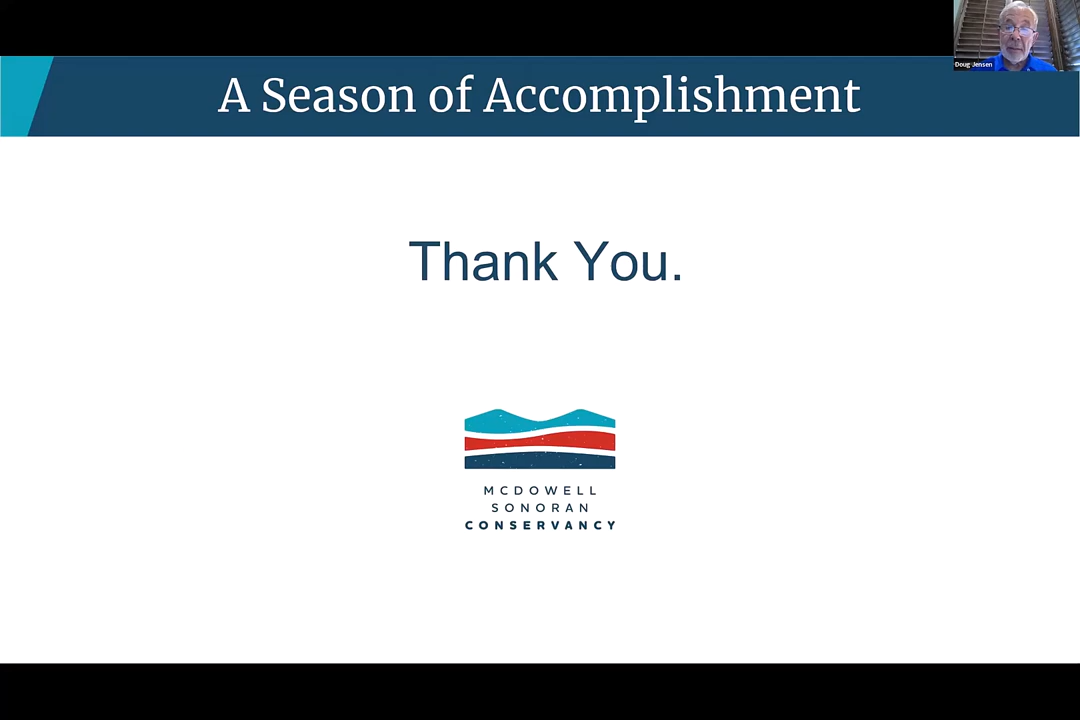 A Season of Accomplishment
Doug Jensen
Thank You.
MCDOWELL
SONORAN
CONSERVANCY